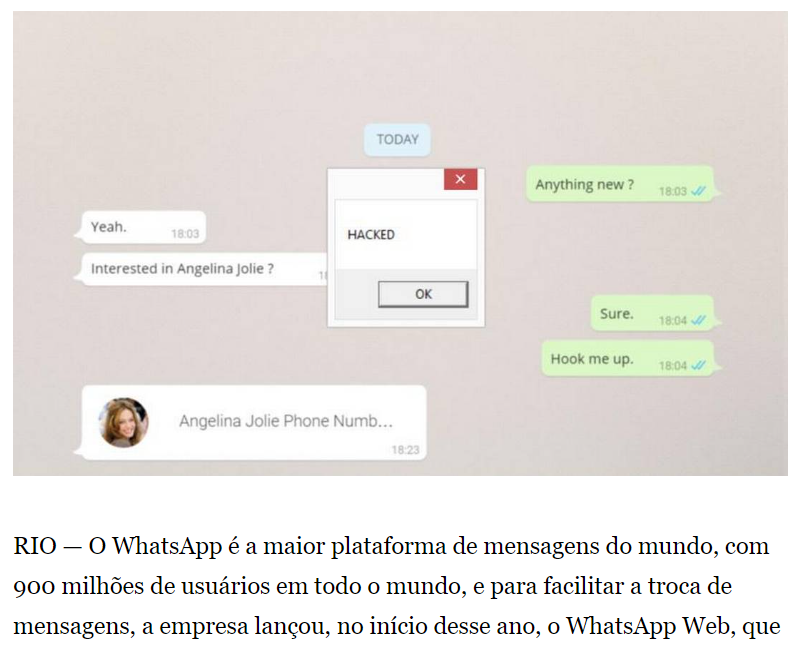 TODAY
Anything new ?
18:03
Yeah.
18:03
Interested in Angelina Jolie ?
HACKED
OK
Sure.
18:04
Hook me up.
18:04
Angelina Jolie Phone Numb...
18:23
RIO — O WhatsApp é a maior plataforma de mensagens do mundo, com
900 milhões de usuários em todo o mundo, e para facilitar a troca de
mensagens, a empresa lançou, no início desse ano, o WhatsApp Web, que